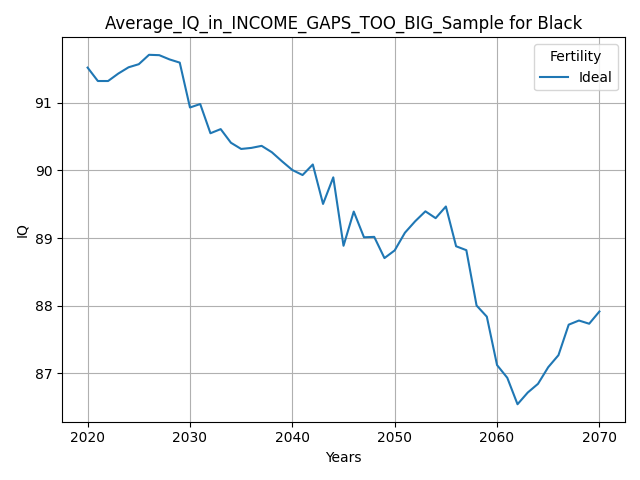 Average_IQ_in_INCOME_GAPS_TOO_BIG_Sample for Black
Fertility
Ideal
IQ
91
90
89
88
87
2020 2030 2040 2050 2060 2070
Years